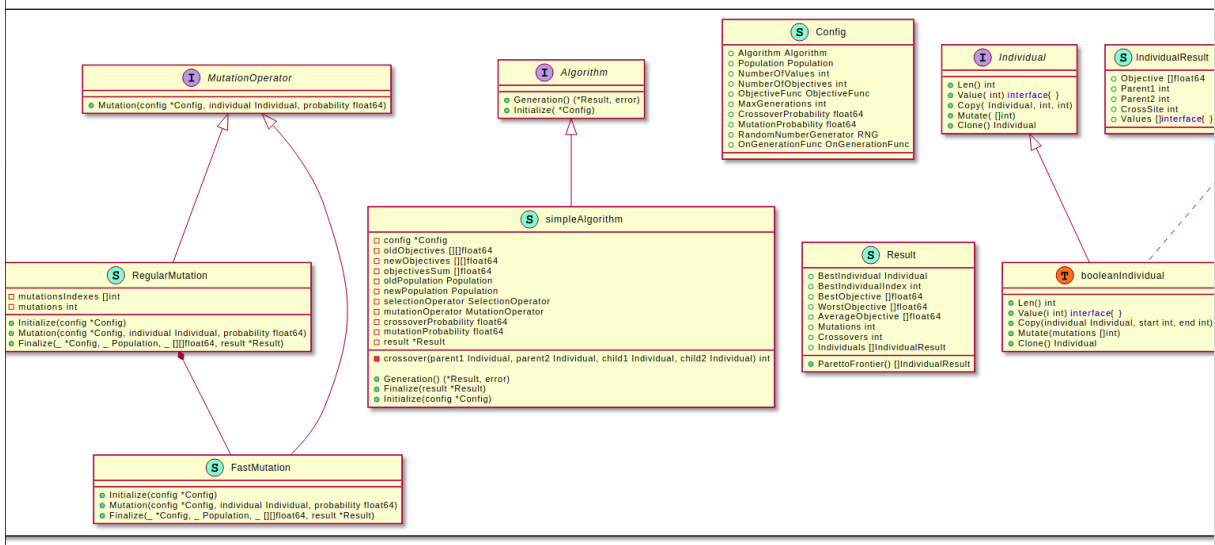 I MutationOperator
Mutation(config *Config, individual Individual, probability float64)
I Algorithm
Generation() (*Result, error)
Initialize( *Config)
S Config
Algorithm Algorithm
Population Population
NumberOfValues int
NumberOfObjectives int
ObjectiveFunc ObjectiveFunc
MaxGenerations int
CrossoverProbability float64
MutationProbability float64
RandomNumberGenerator RNG
OnGenerationFunc OnGenerationFunc
I Individual
Len() int
Value( int) interface{ }
Copy( Individual, int, int)
Mutate( []int)
Clone() Individual
S IndividualResult
Objective []float64
Parent1 int
Parent2 int
CrossSite int
Values []interface{ }
S RegularMutation
mutationsIndexes []int
mutations int
Initialize(config *Config)
Mutation(config *Config, individual Individual, probability float64)
Finalize(_ *Config, _ Population, _ [][]float64, result *Result)
S simpleAlgorithm
config *Config
oldObjectives [][]float64
newObjectives [][]float64
objectivesSum []float64
oldPopulation Population
newPopulation Population
selectionOperator SelectionOperator
mutationOperator MutationOperator
crossoverProbability float64
mutationProbability float64
result *Result
crossover(parent1 Individual, parent2 Individual, child1 Individual, child2 Individual) int
Generation() (*Result, error)
Finalize(result *Result)
Initialize(config *Config)
S Result
BestIndividual Individual
BestIndividualIndex int
BestObjective []float64
WorstObjective []float64
AverageObjective []float64
Mutations int
Crossovers int
Individuals []IndividualResult
ParettoFrontier() []IndividualResult
T booleanIndividual
Len() int
Value(i int) interface{ }
Copy(individual Individual, start int, end int)
Mutate(mutations []int)
Clone() Individual
S FastMutation
Initialize(config *Config)
Mutation(config *Config, individual Individual, probability float64)
Finalize(_ *Config, _ Population, _ [][]float64, result *Result)